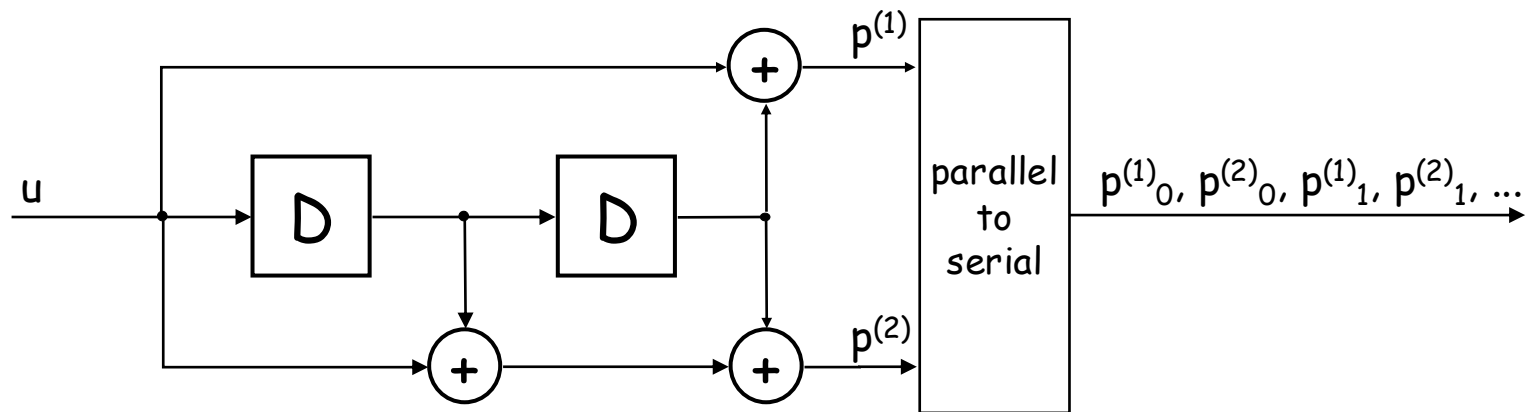 p⁽¹⁾
+
u
D
D
+
+
p⁽²⁾
parallel
to
serial
p⁽¹⁾₀, p⁽²⁾₀, p⁽¹⁾₁, p⁽²⁾₁, ...